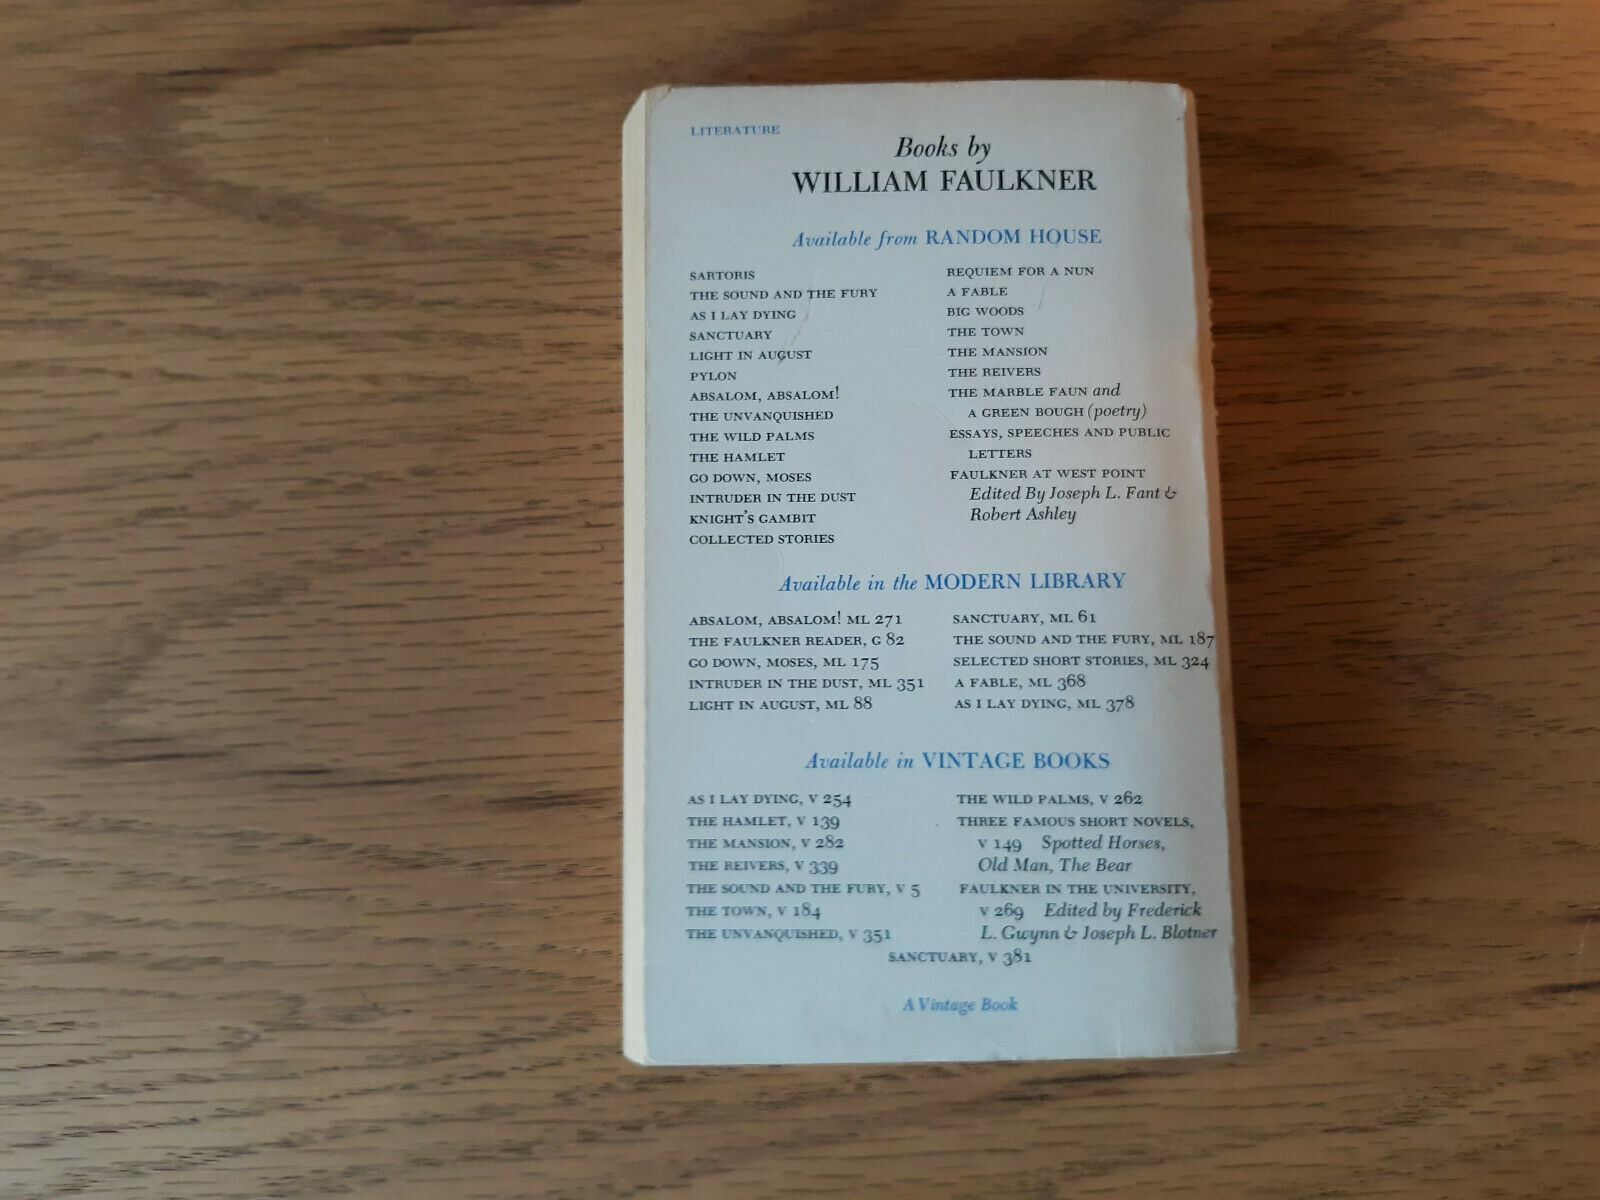 LITERATURE
Books by
WILLIAM FAULKNER
Available from RANDOM HOUSE
SARTORIS
THE SOUND AND THE FURY
AS I LAY DYING
SANCTUARY
LIGHT IN AUGUST
PYLON
ABSALOM, ABSALOM!
THE UNVANQUISHED
THE WILD PALMS
THE HAMLET
GO DOWN, MOSES
INTRUDER IN THE DUST
KNIGHT'S GAMBIT
COLLECTED STORIES
REQUIEM FOR A NUN
A FABLE
BIG WOODS
THE TOWN
THE MANSION
THE REIVERS
THE MARBLE FAUN and
A GREEN BOUGH (poetry)
ESSAYS, SPEECHES AND PUBLIC
LETTERS
FAULKNER AT WEST POINT
Edited By Joseph L. Fant &
Robert Ashley
Available in the MODERN LIBRARY
ABSALOM, ABSALOM! ML 271
THE FAULKNER READER, G 82
GO DOWN, MOSES, ML 175
INTRUDER IN THE DUST, ML 351
LIGHT IN AUGUST, ML 88
SANCTUARY, ML 61
THE SOUND AND THE FURY, ML 187
SELECTED SHORT STORIES, ML 324
A FABLE, ML 368
AS I LAY DYING, ML 378
Available in VINTAGE BOOKS
AS I LAY DYING, V 254
THE HAMLET, V 139
THE MANSION, V 282
THE REIVERS, V 339
THE SOUND AND THE FURY, V 5
THE TOWN, V 184
THE UNVANQUISHED, V 351
THE WILD PALMS, V 262
THREE FAMOUS SHORT NOVELS,
V 149 Spotted Horses,
Old Man, The Bear
FAULKNER IN THE UNIVERSITY,
V 269 Edited by Frederick
L. Gwynn & Joseph L. Blotner
SANCTUARY, V 381
A Vintage Book